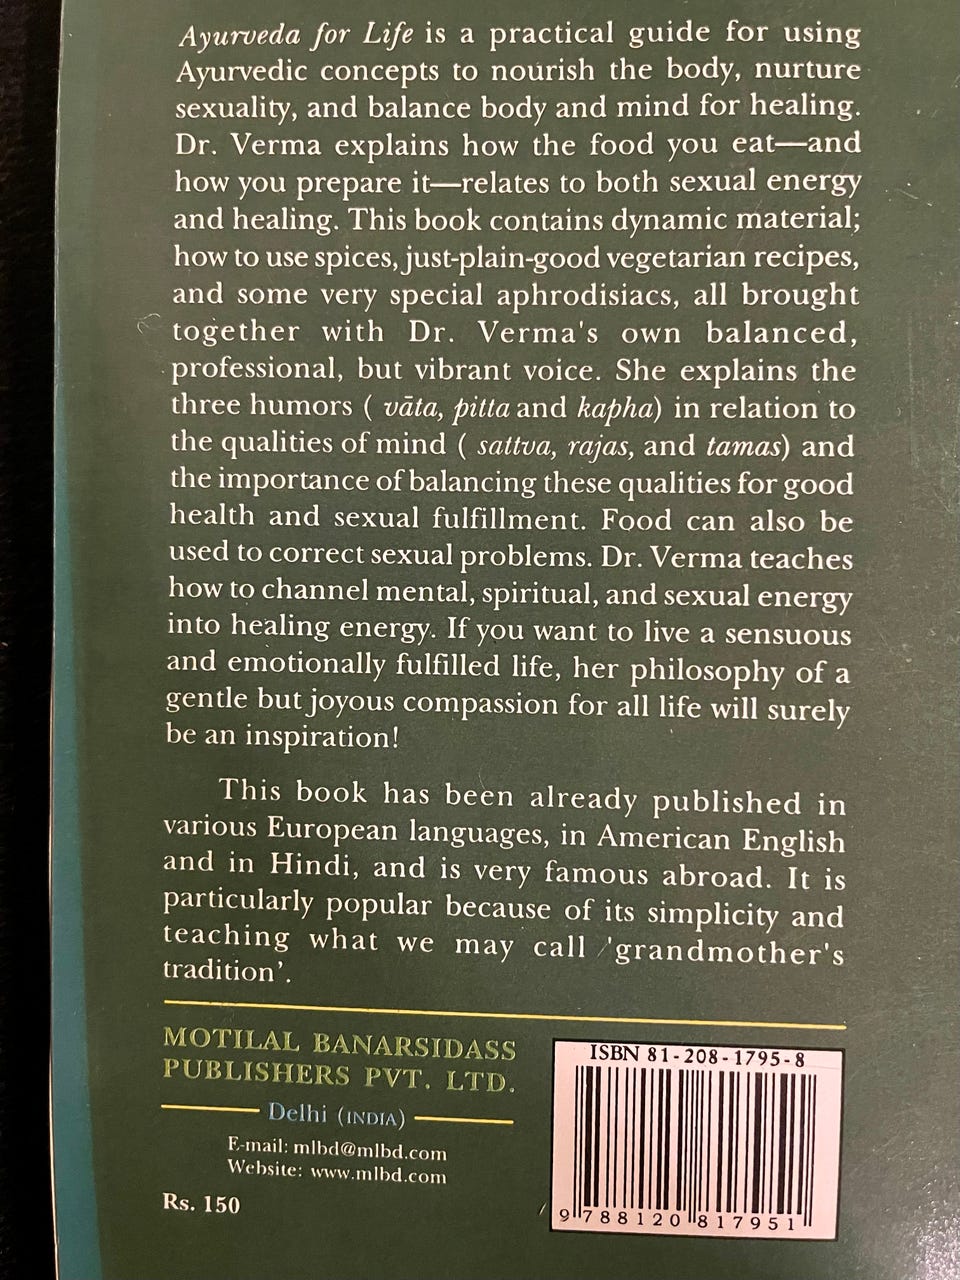 Ayurveda for Life is a practical guide for using
Ayurvedic concepts to nourish the body, nurture
sexuality, and balance body and mind for healing.
Dr. Verma explains how the food you eat—and
how you prepare it—relates to both sexual energy
and healing. This book contains dynamic material;
how to use spices, just-plain-good vegetarian recipes,
and some very special aphrodisiacs, all brought
together with Dr. Verma's own balanced,
professional, but vibrant voice. She explains the
three humors ( vāta, pitta and kapha) in relation to
the qualities of mind ( sattva, rajas, and tamas) and
the importance of balancing these qualities for good
health and sexual fulfillment. Food can also be
used to correct sexual problems. Dr. Verma teaches
how to channel mental, spiritual, and sexual energy
into healing energy. If you want to live a sensuous
and emotionally fulfilled life, her philosophy of a
gentle but joyous compassion for all life will surely
be an inspiration!
This book has been already published in
various European languages, in American English
and in Hindi, and is very famous abroad. It is
particularly popular because of its simplicity and
teaching what we may call 'grandmother's
tradition'.
MOTILAL BANARSIDASS
PUBLISHERS PVT. LTD.
Delhi (INDIA)
E-mail: mlbd@mlbd.com
Website: www.mlbd.com
Rs. 150
ISBN 81-208-1795-8
9 788120 817951